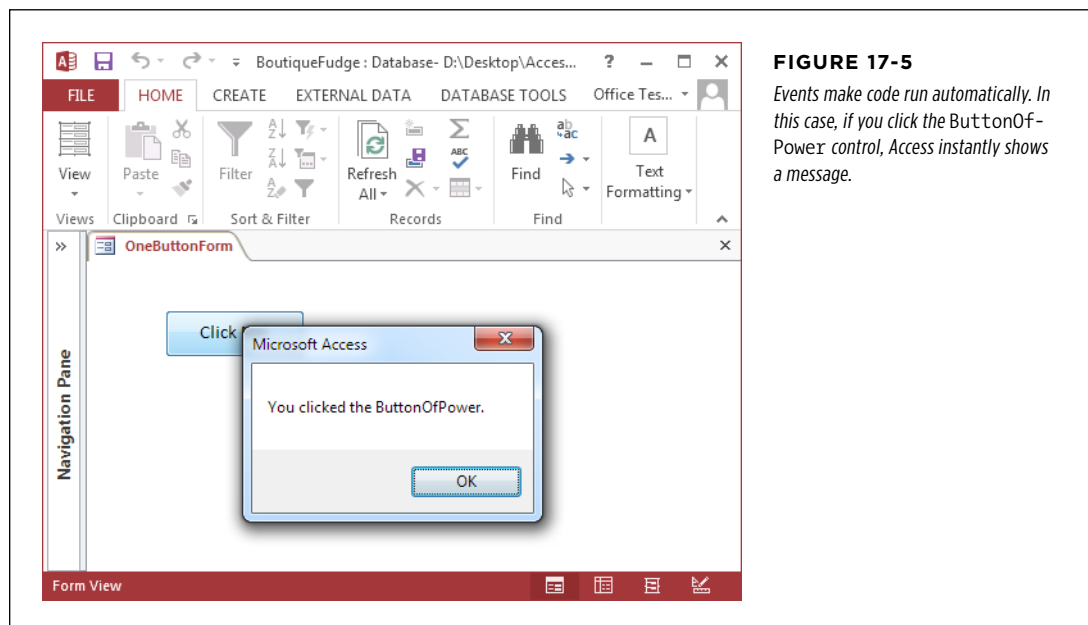 BoutiqueFudge : Database- D:\Desktop\Acces...
?
FILE HOME CREATE EXTERNAL DATA DATABASE TOOLS Office Tes...
View
Paste
Filter
Refresh
All
ABC
Find
ab
ac
A
Text
Formatting
Views Clipboard Sort & Filter Records Find
» OneButtonForm
Navigation Pane
Click
Microsoft Access
You clicked the ButtonOfPower.
OK
Form View
FIGURE 17-5
Events make code run automatically. In
this case, if you click the ButtonOf-
Power control, Access instantly shows
a message.